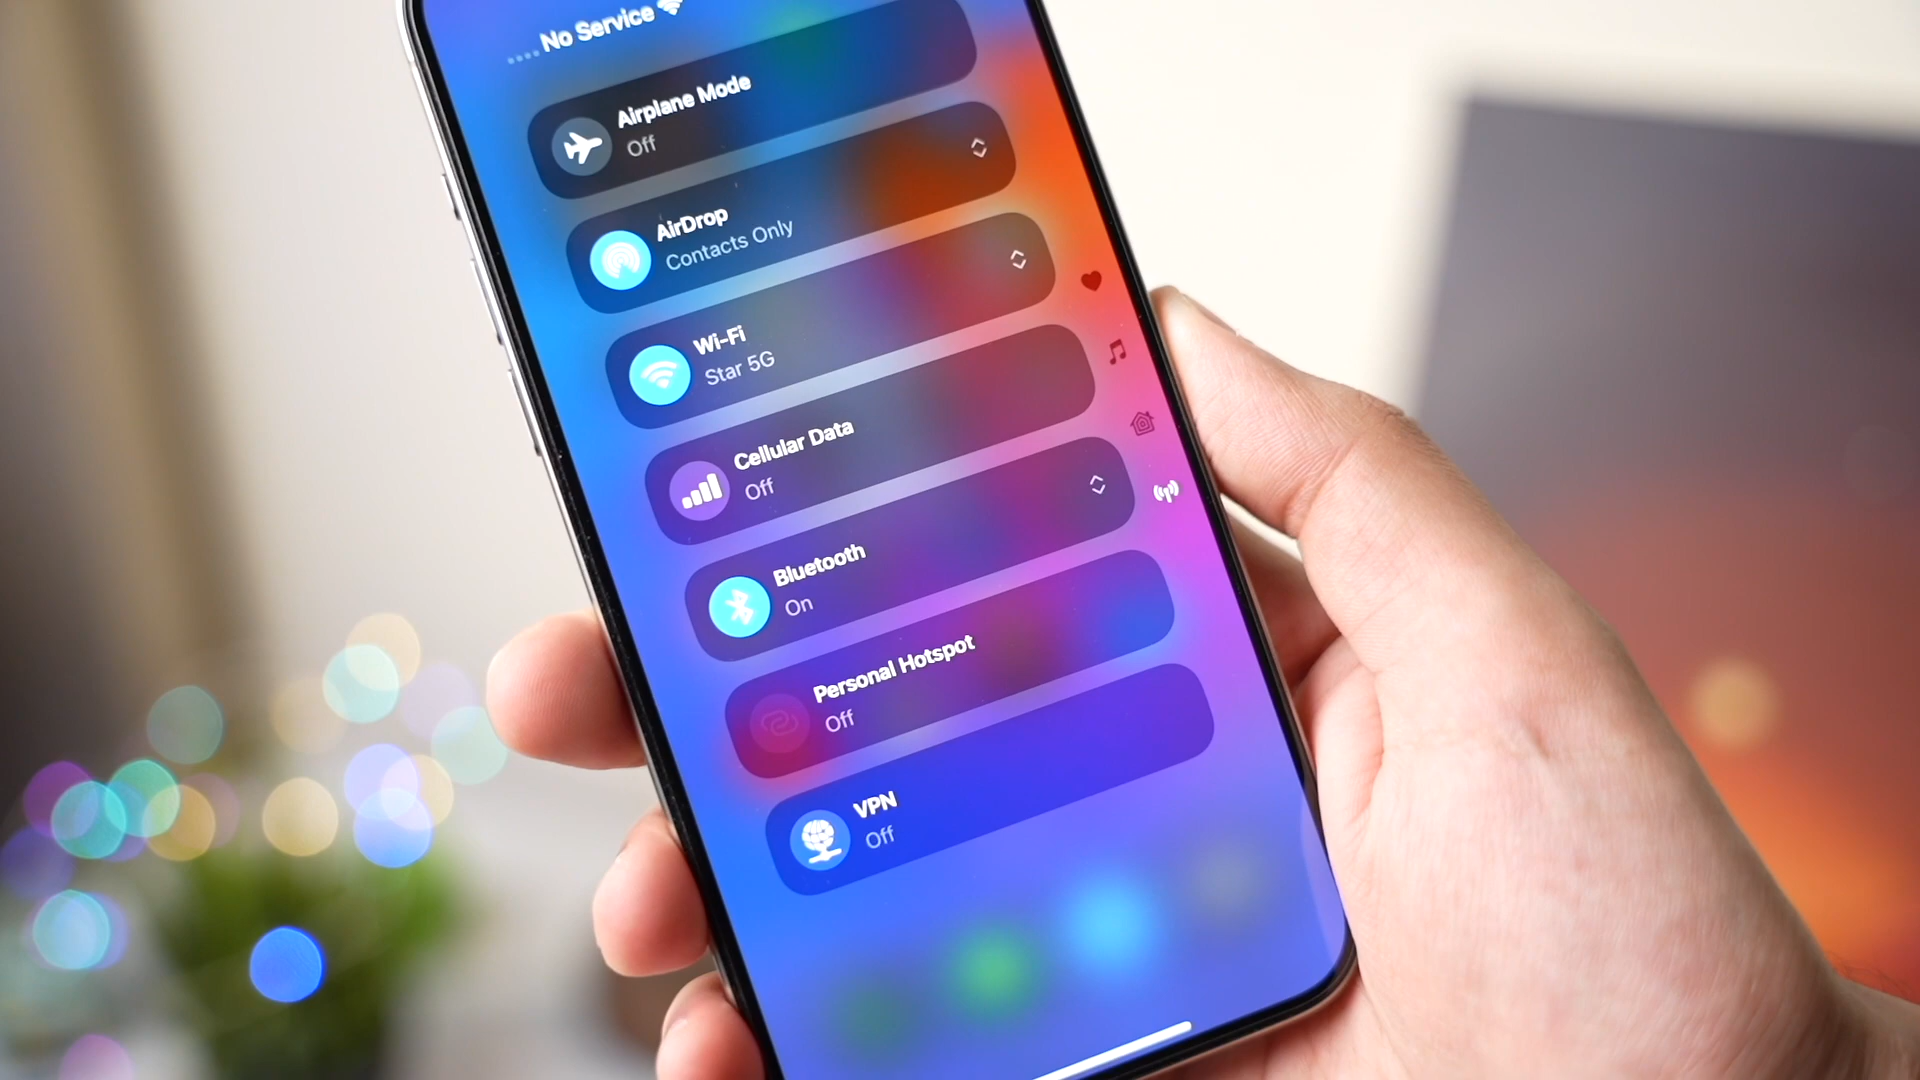 No Service
Airplane Mode
Off
AirDrop
Contacts Only
Wi-Fi
Star 5G
Cellular Data
Off
Bluetooth
On
Personal Hotspot
Off
VPN
Off